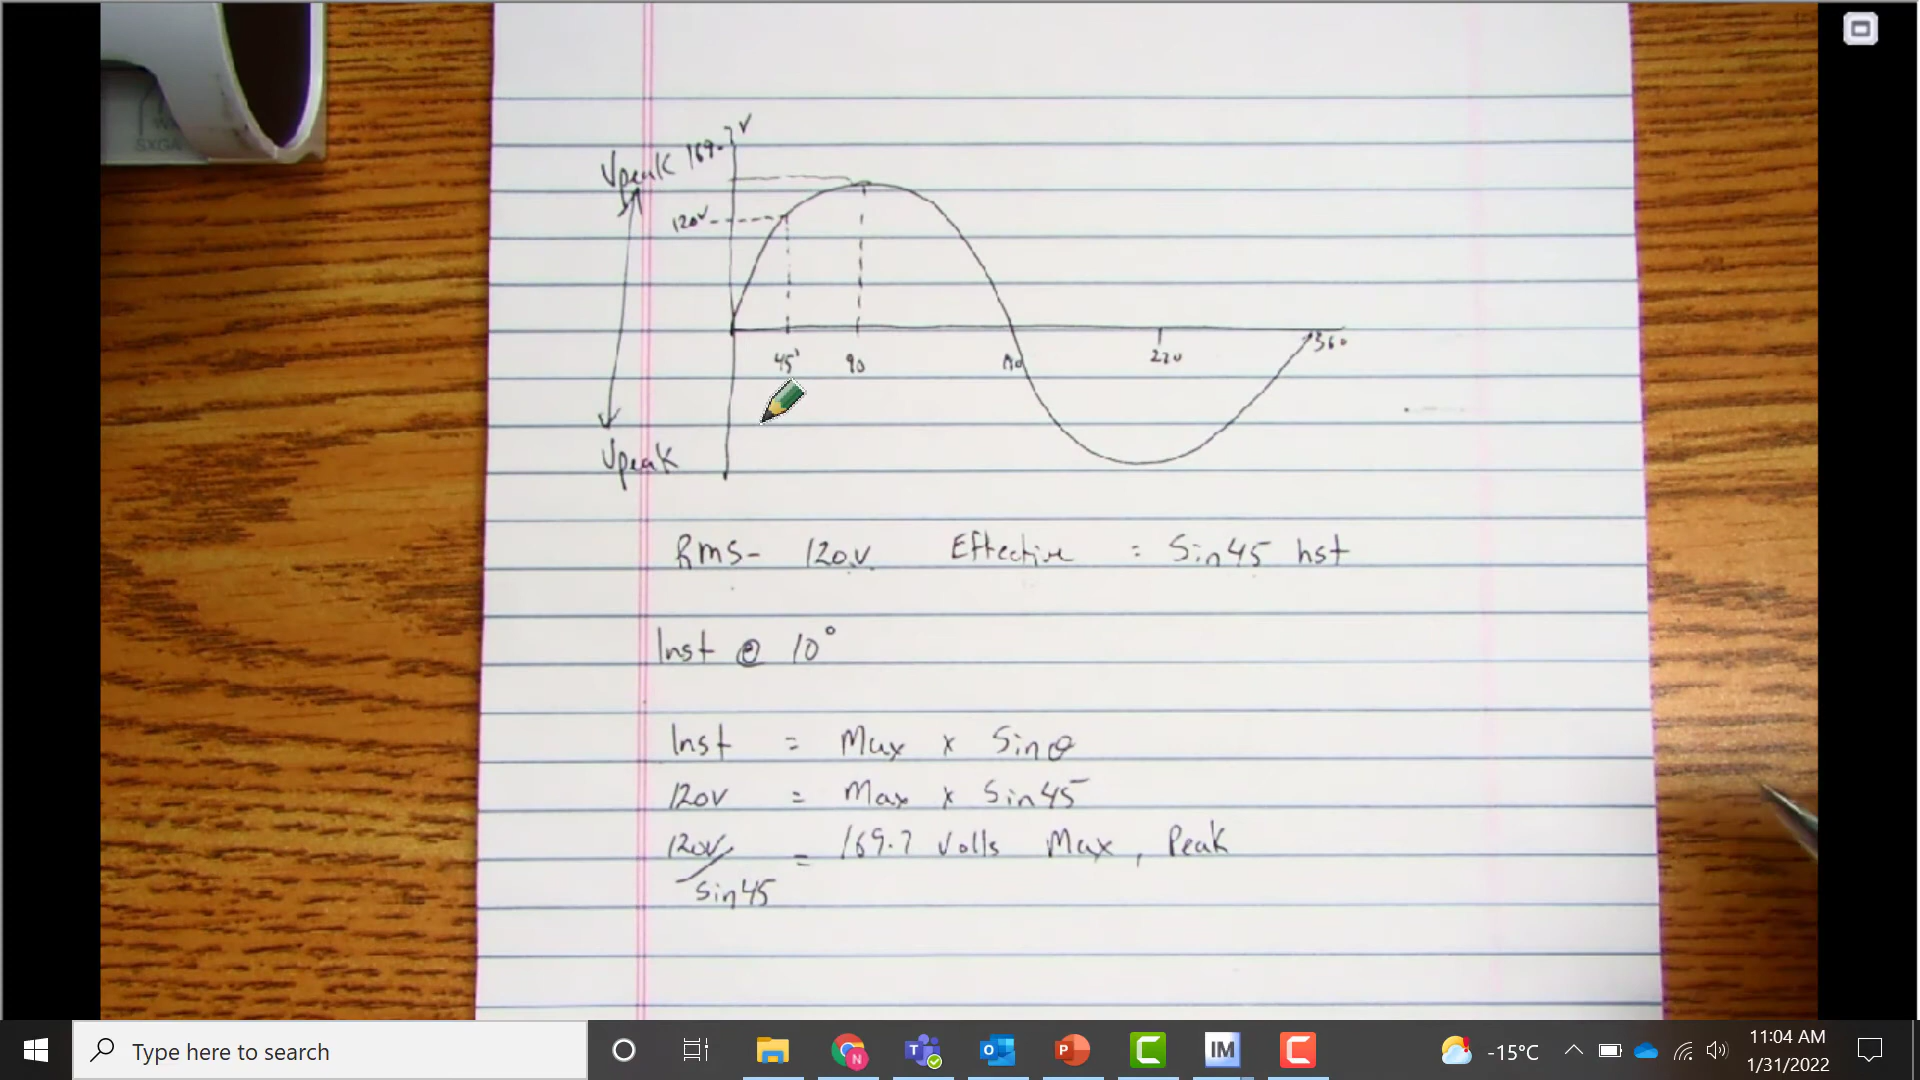 SXGA
Vpeak 169.7 V
120V
45° 90 180 270 360
Vpeak
Rms- 120V Effective = Sin45 Inst
Inst @ 10°
Inst = Max x Sinθ
120V = Max x Sin45
120V/sin45 = 169.7 Volts Max, Peak
Type here to search
-15°C
11:04 AM
1/31/2022